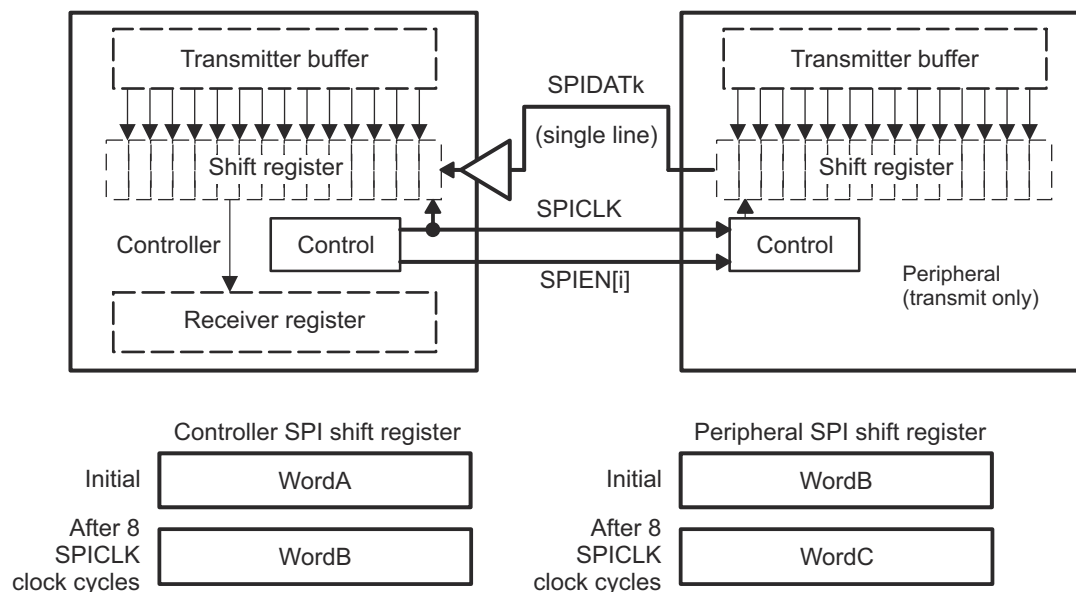 Transmitter buffer
Shift register
Controller
Control
Receiver register
SPIDATk
(single line)
SPICLK
SPIEN[i]
Transmitter buffer
Shift register
Control
Peripheral
(transmit only)
Controller SPI shift register
Initial
WordA
After 8
SPICLK
clock cycles
WordB
Peripheral SPI shift register
Initial
WordB
After 8
SPICLK
clock cycles
WordC